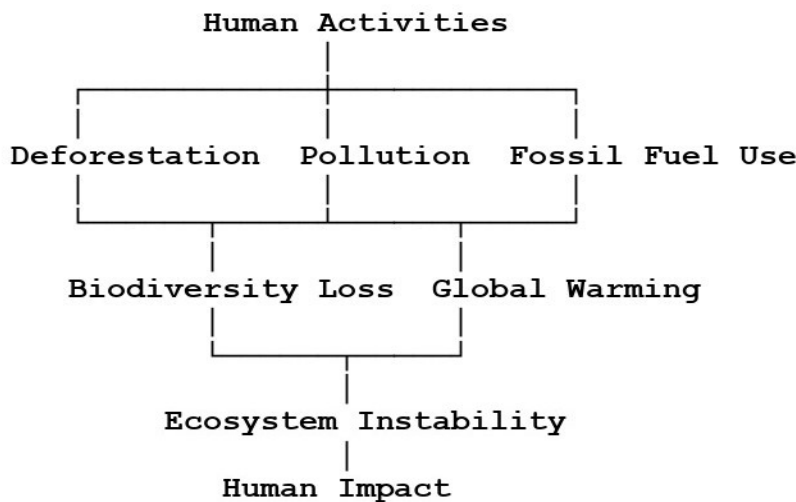 Human Activities
Deforestation Pollution Fossil Fuel Use
Biodiversity Loss Global Warming
Ecosystem Instability
Human Impact